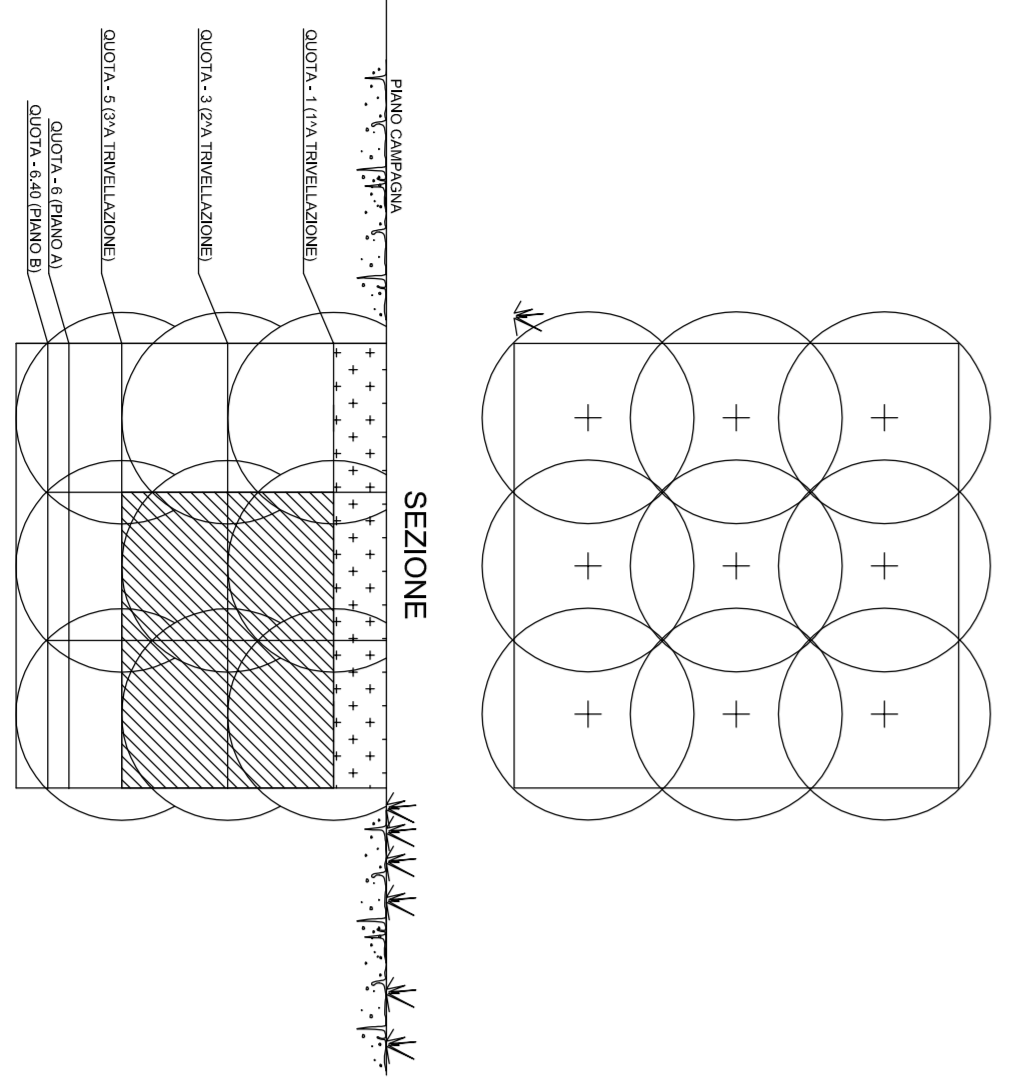 SEZIONE
PIANO CAMPAGNA
QUOTA - 1 (1^A TRIVELLAZIONE)
QUOTA - 3 (2^A TRIVELLAZIONE)
QUOTA - 5 (3^A TRIVELLAZIONE)
QUOTA - 6 (PIANO A)
QUOTA - 6.40 (PIANO B)